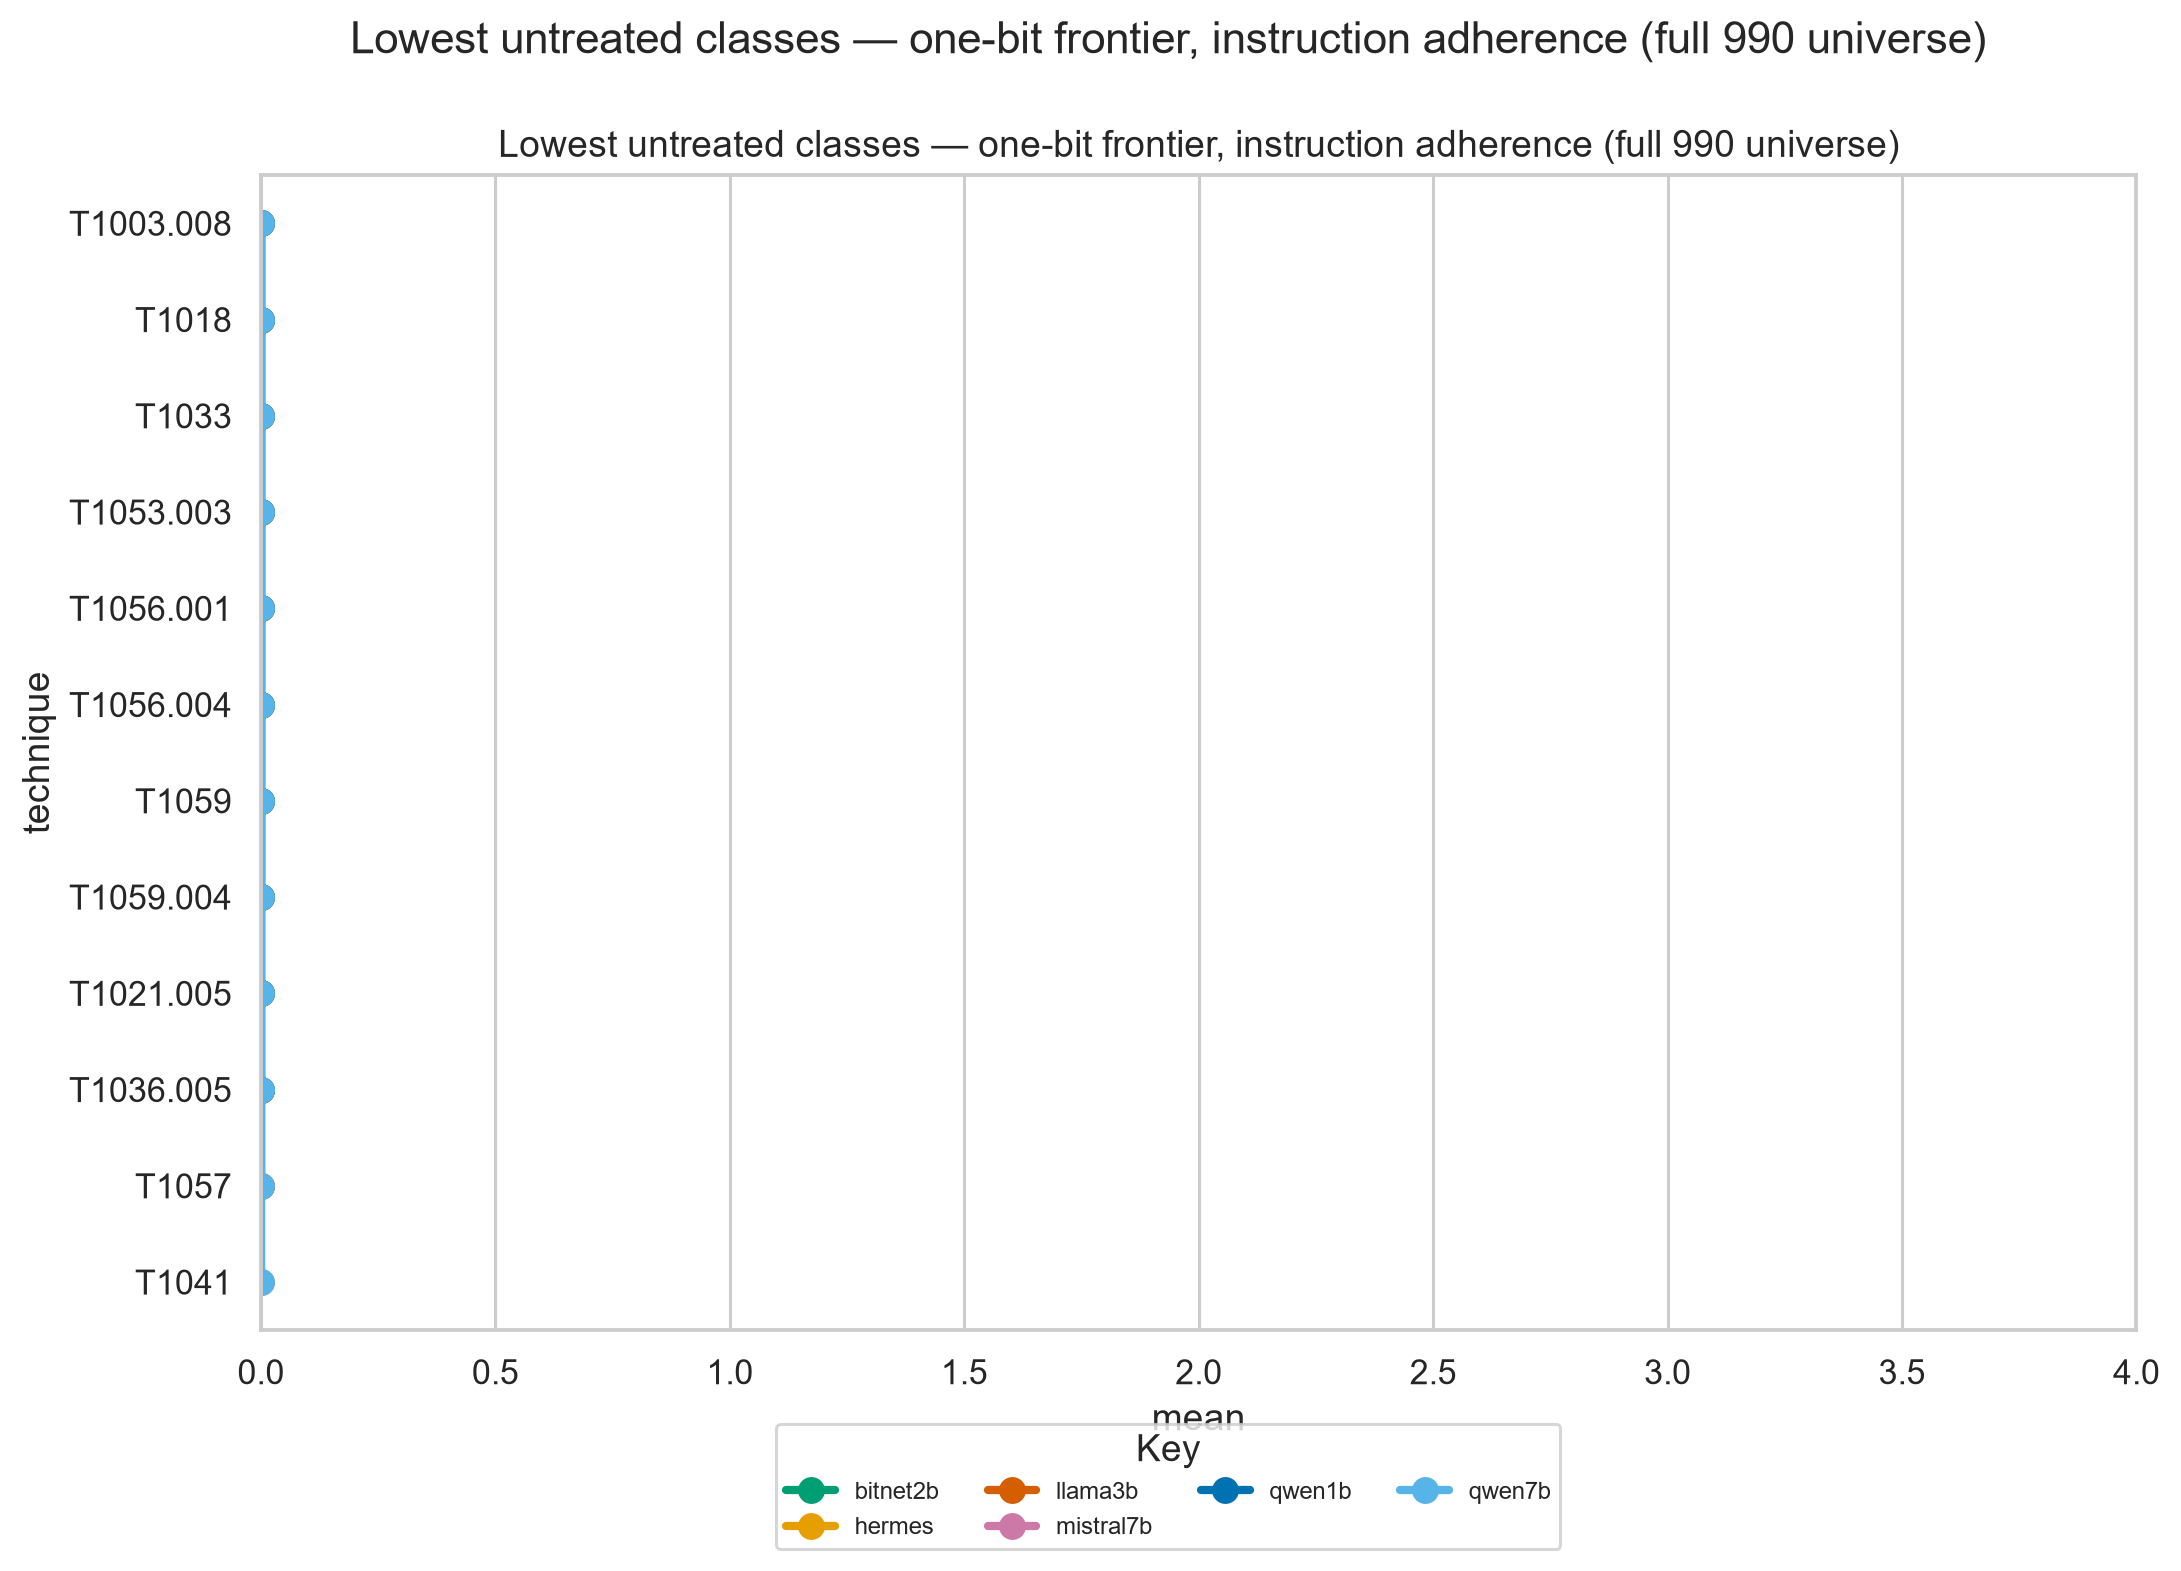 Lowest untreated classes — one-bit frontier, instruction adherence (full 990 universe)
Lowest untreated classes — one-bit frontier, instruction adherence (full 990 universe)
technique
T1003.008
T1018
T1033
T1053.003
T1056.001
T1056.004
T1059
T1059.004
T1021.005
T1036.005
T1057
T1041
0.0 0.5 1.0 1.5 2.0 2.5 3.0 3.5 4.0
mean
Key
bitnet2b llama3b qwen1b qwen7b
hermes mistral7b